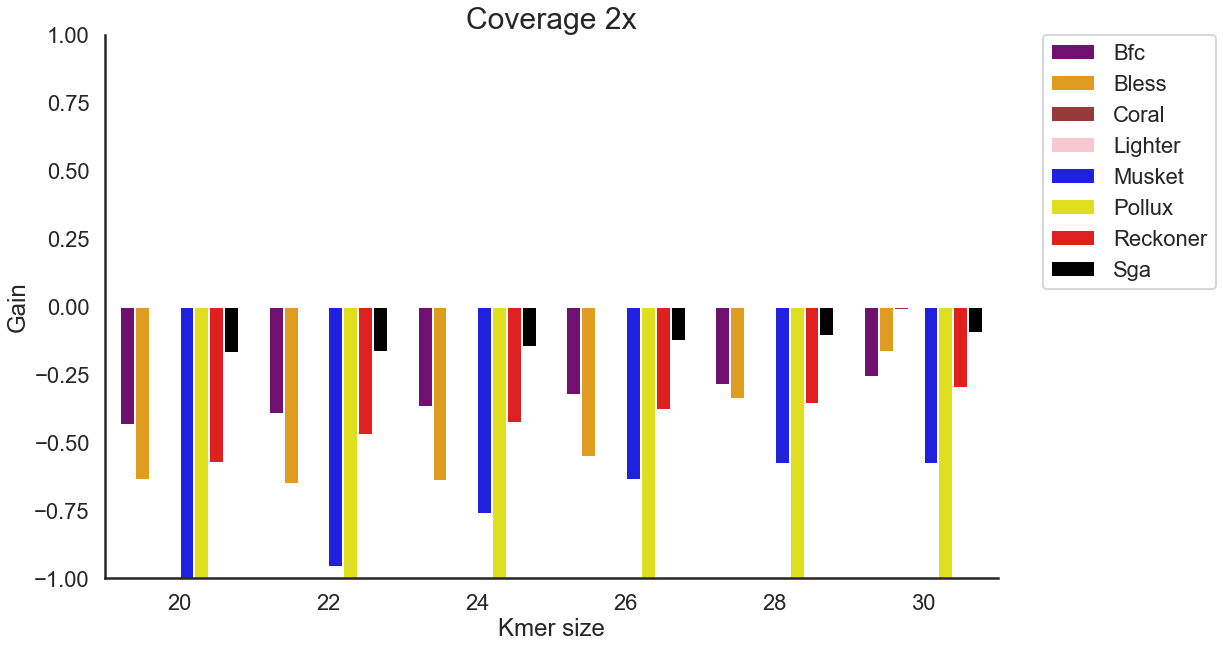 Coverage 2x
1.00
0.75
0.50
0.25
0.00
−0.25
−0.50
−0.75
−1.00
Gain
20 22 24 26 28 30
Kmer size
Bfc
Bless
Coral
Lighter
Musket
Pollux
Reckoner
Sga